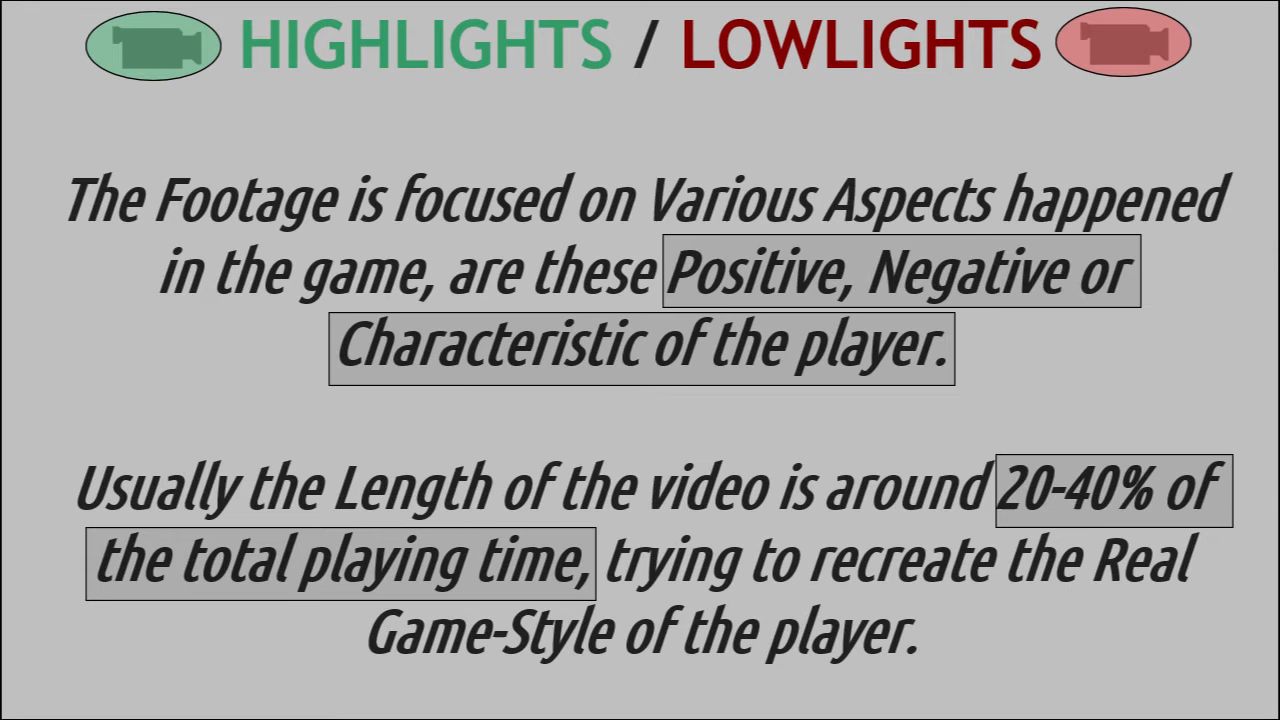 HIGHLIGHTS / LOWLIGHTS
The Footage is focused on Various Aspects happened
in the game, are these Positive, Negative or
Characteristic of the player.
Usually the Length of the video is around 20-40% of
the total playing time, trying to recreate the Real
Game-Style of the player.